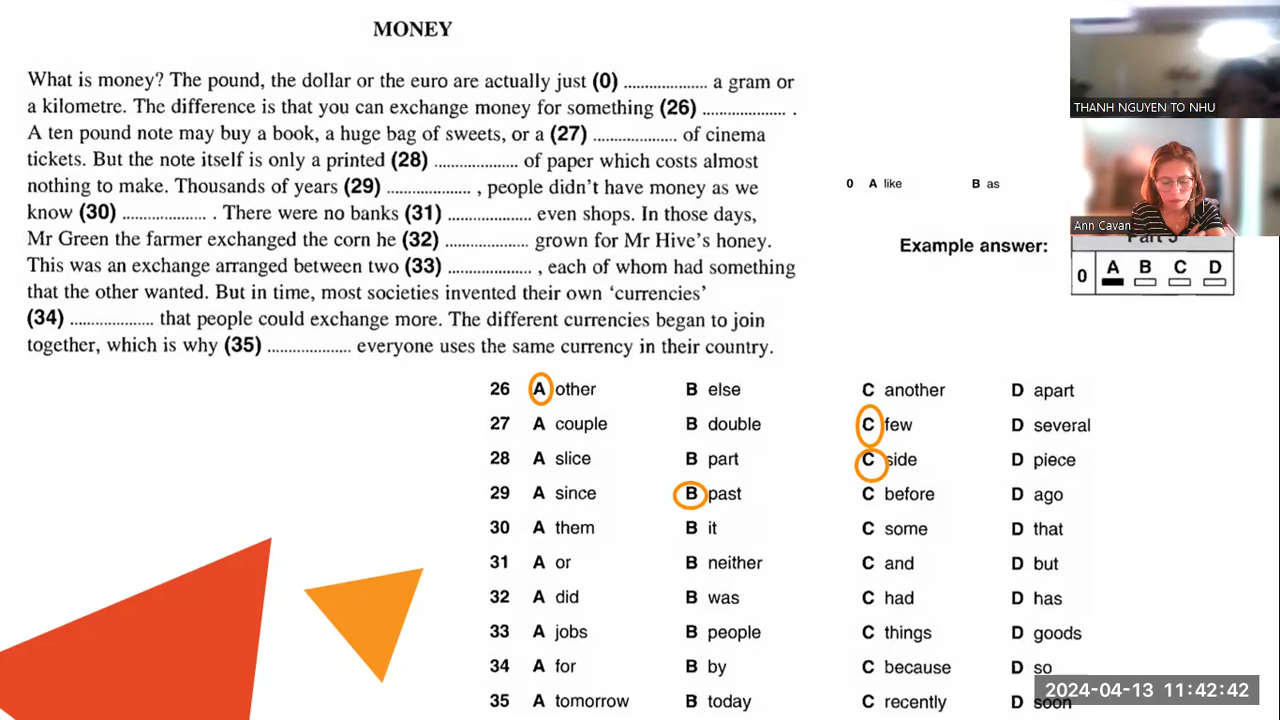 MONEY
What is money? The pound, the dollar or the euro are actually just (0) .................... a gram or
a kilometre. The difference is that you can exchange money for something (26) .................... .
A ten pound note may buy a book, a huge bag of sweets, or a (27) .................... of cinema
tickets. But the note itself is only a printed (28) .................... of paper which costs almost
nothing to make. Thousands of years (29) .................... , people didn't have money as we
know (30) .................... . There were no banks (31) .................... even shops. In those days,
Mr Green the farmer exchanged the corn he (32) .................... grown for Mr Hive's honey.
This was an exchange arranged between two (33) .................... , each of whom had something
that the other wanted. But in time, most societies invented their own 'currencies'
(34) .................... that people could exchange more. The different currencies began to join
together, which is why (35) .................... everyone uses the same currency in their country.
THANH NGUYEN TO NHU
Ann Cavan
0 A like B as
Example answer:
Part 5
0 A B C D
26 A other B else C another D apart
27 A couple B double C few D several
28 A slice B part C side D piece
29 A since B past C before D ago
30 A them B it C some D that
31 A or B neither C and D but
32 A did B was C had D has
33 A jobs B people C things D goods
34 A for B by C because D so
35 A tomorrow B today C recently D soon
2024-04-13 11:42:42